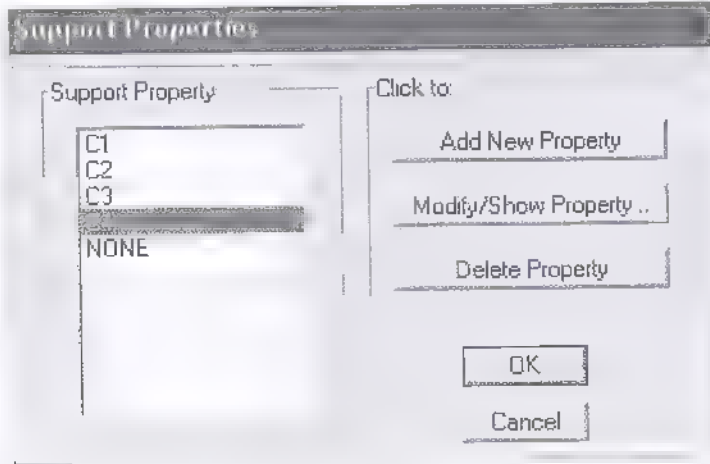 Support Properties
Support Property
C1
C2
C3
NONE
Click to:
Add New Property
Modify/Show Property ..
Delete Property
OK
Cancel